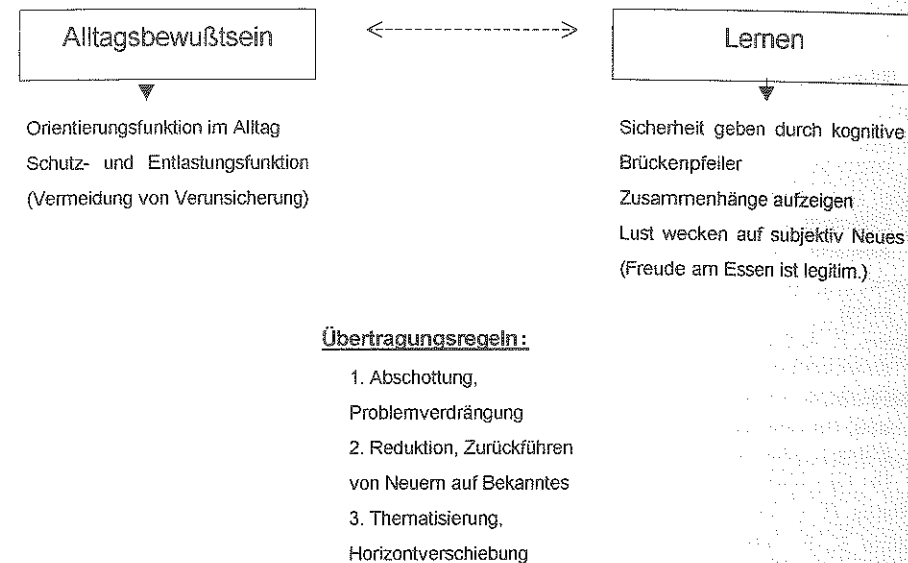 Alltagsbewußtsein
Lernen
Orientierungsfunktion im Alltag
Schutz- und Entlastungsfunktion
(Vermeidung von Verunsicherung)
Sicherheit geben durch kognitive
Brückenpfeiler
Zusammenhänge aufzeigen
Lust wecken auf subjektiv Neues
(Freude am Essen ist legitim.)
Übertragungsregeln:
1. Abschottung,
Problemverdrängung
2. Reduktion, Zurückführen
von Neuem auf Bekanntes
3. Thematisierung,
Horizontverschiebung